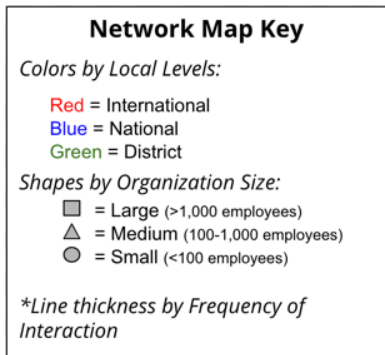 Network Map Key
Colors by Local Levels:
Red = International
Blue = National
Green = District
Shapes by Organization Size:
= Large (>1,000 employees)
= Medium (100-1,000 employees)
= Small (<100 employees)
*Line thickness by Frequency of
Interaction